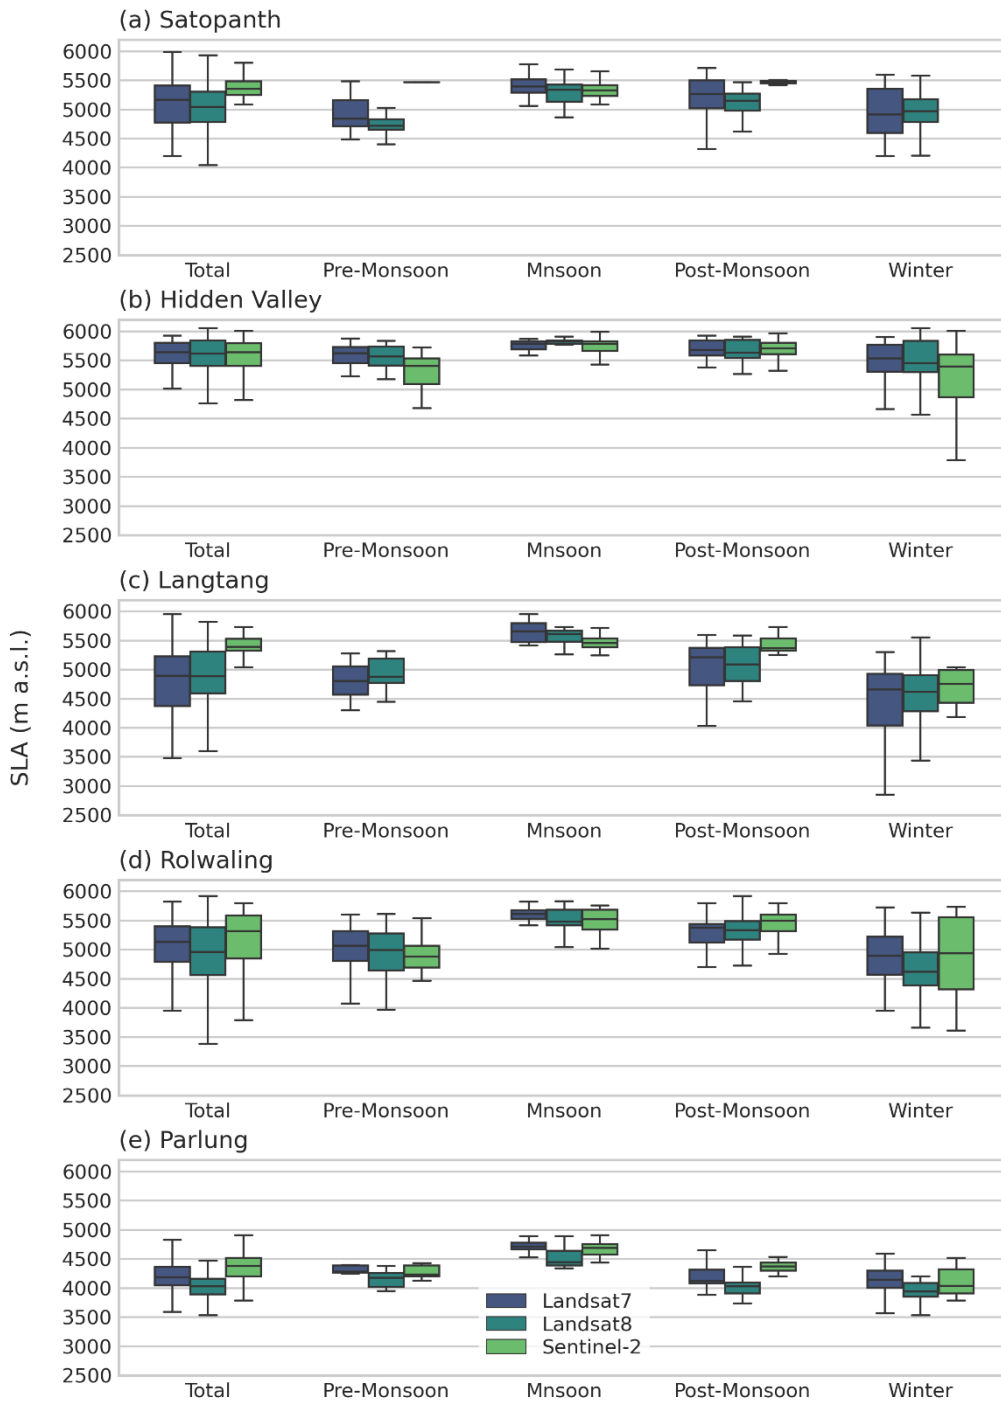 (a) Satopanth
6000
5500
5000
4500
4000
3500
3000
2500
Total Pre-Monsoon Mnsoon Post-Monsoon Winter
(b) Hidden Valley
6000
5500
5000
4500
4000
3500
3000
2500
Total Pre-Monsoon Mnsoon Post-Monsoon Winter
(c) Langtang
6000
5500
5000
4500
4000
3500
3000
2500
SLA (m a.s.l.)
Total Pre-Monsoon Mnsoon Post-Monsoon Winter
(d) Rolwaling
6000
5500
5000
4500
4000
3500
3000
2500
Total Pre-Monsoon Mnsoon Post-Monsoon Winter
(e) Parlung
6000
5500
5000
4500
4000
3500
3000
2500
Landsat7
Landsat8
Sentinel-2
Total Pre-Monsoon Mnsoon Post-Monsoon Winter